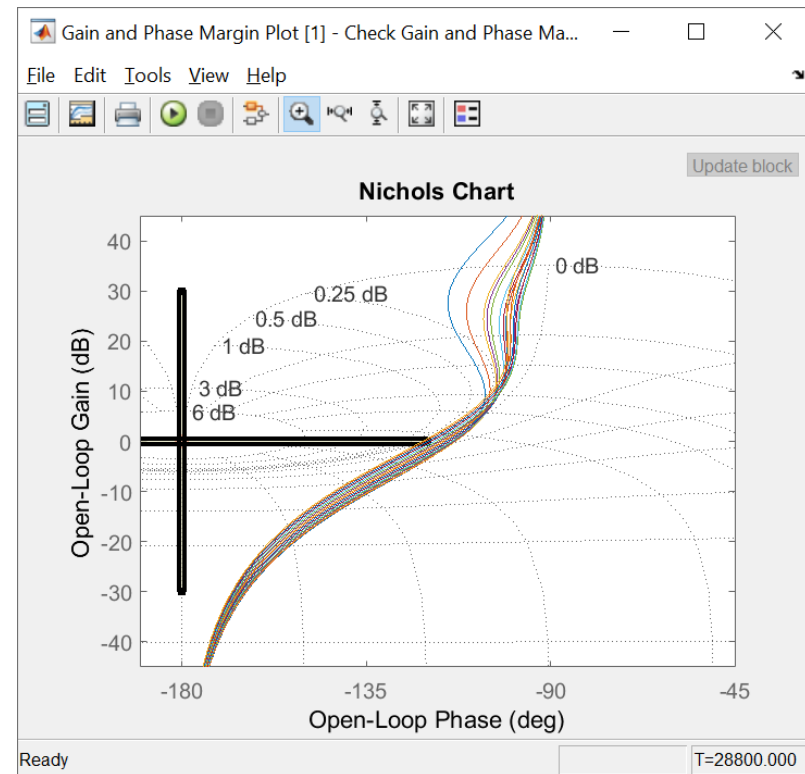 Gain and Phase Margin Plot [1] - Check Gain and Phase Ma...
File Edit Tools View Help
Update block
Nichols Chart
40
30
20
10
0
-10
-20
-30
-40
Open-Loop Gain (dB)
0 dB
0.25 dB
0.5 dB
1 dB
3 dB
6 dB
-180 -135 -90 -45
Open-Loop Phase (deg)
Ready T=28800.000